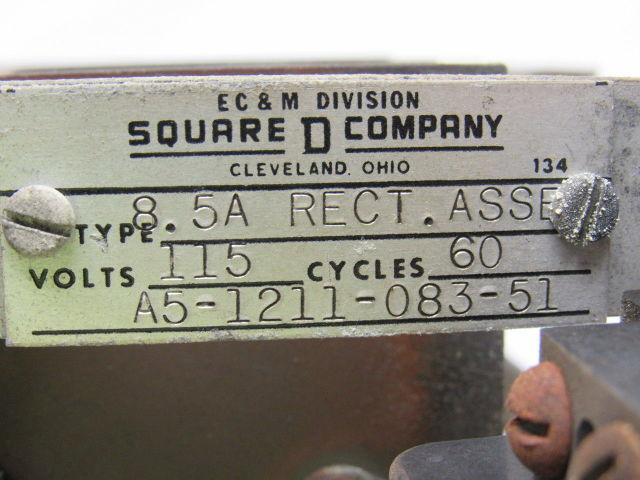 EC & M DIVISION
SQUARE D COMPANY
CLEVELAND, OHIO 134
TYPE 8.5A RECT. ASSE
VOLTS 115 CYCLES 60
A5-1211-083-51